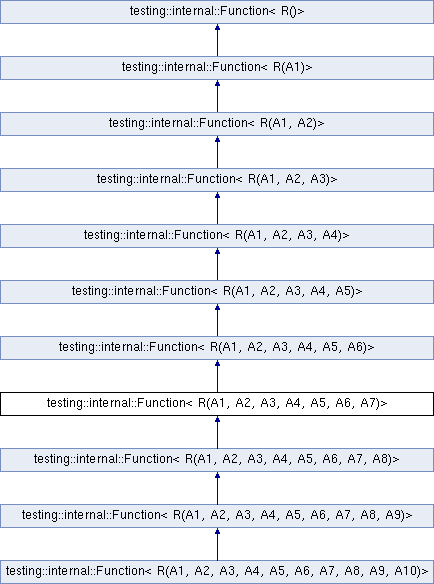 testing::internal::Function< R()>
testing::internal::Function< R(A1)>
testing::internal::Function< R(A1, A2)>
testing::internal::Function< R(A1, A2, A3)>
testing::internal::Function< R(A1, A2, A3, A4)>
testing::internal::Function< R(A1, A2, A3, A4, A5)>
testing::internal::Function< R(A1, A2, A3, A4, A5, A6)>
testing::internal::Function< R(A1, A2, A3, A4, A5, A6, A7)>
testing::internal::Function< R(A1, A2, A3, A4, A5, A6, A7, A8)>
testing::internal::Function< R(A1, A2, A3, A4, A5, A6, A7, A8, A9)>
testing::internal::Function< R(A1, A2, A3, A4, A5, A6, A7, A8, A9, A10)>